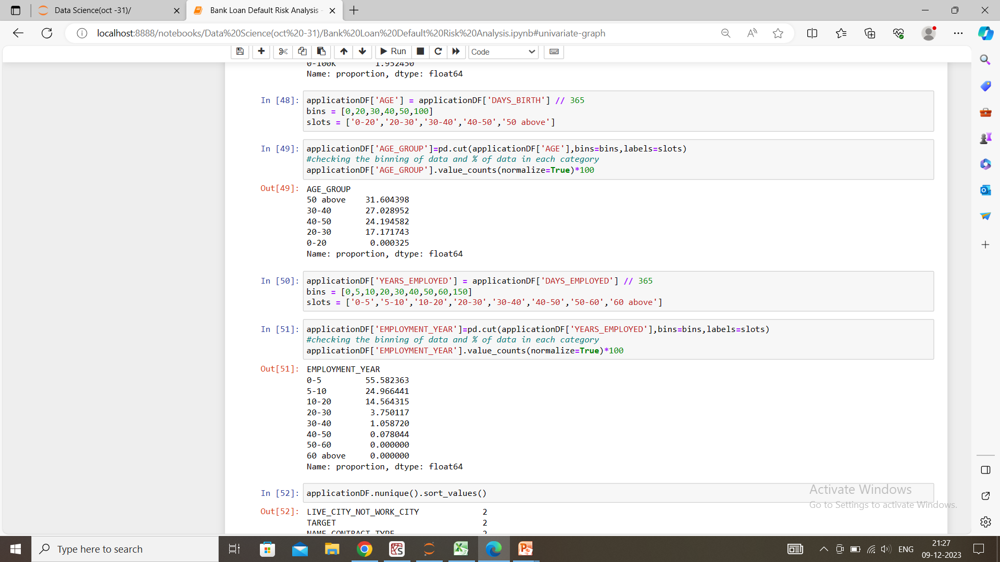 Data Science(oct -31)/
Bank Loan Default Risk Analysis -
localhost:8888/notebooks/Data%20Science(oct%20-31)/Bank%20Loan%20Default%20Risk%20Analysis.ipynb#univariate-graph
Run
Code
0-100K 1.952450
Name: proportion, dtype: float64
In [48]: applicationDF['AGE'] = applicationDF['DAYS_BIRTH'] // 365
bins = [0,20,30,40,50,100]
slots = ['0-20','20-30','30-40','40-50','50 above']
In [49]: applicationDF['AGE_GROUP']=pd.cut(applicationDF['AGE'],bins=bins,labels=slots)
#checking the binning of data and % of data in each category
applicationDF['AGE_GROUP'].value_counts(normalize=True)*100
Out[49]: AGE_GROUP
50 above 31.604398
30-40 27.028952
40-50 24.194582
20-30 17.171743
0-20 0.000325
Name: proportion, dtype: float64
In [50]: applicationDF['YEARS_EMPLOYED'] = applicationDF['DAYS_EMPLOYED'] // 365
bins = [0,5,10,20,30,40,50,60,150]
slots = ['0-5','5-10','10-20','20-30','30-40','40-50','50-60','60 above']
In [51]: applicationDF['EMPLOYMENT_YEAR']=pd.cut(applicationDF['YEARS_EMPLOYED'],bins=bins,labels=slots)
#checking the binning of data and % of data in each category
applicationDF['EMPLOYMENT_YEAR'].value_counts(normalize=True)*100
Out[51]: EMPLOYMENT_YEAR
0-5 55.582363
5-10 24.966441
10-20 14.564315
20-30 3.750117
30-40 1.058720
40-50 0.078044
50-60 0.000000
60 above 0.000000
Name: proportion, dtype: float64
In [52]: applicationDF.nunique().sort_values()
Out[52]: LIVE_CITY_NOT_WORK_CITY 2
TARGET 2
NAME_CONTRACT_TYPE 2
Activate Windows
Go to Settings to activate Windows.
Type here to search
ENG
21:27
09-12-2023